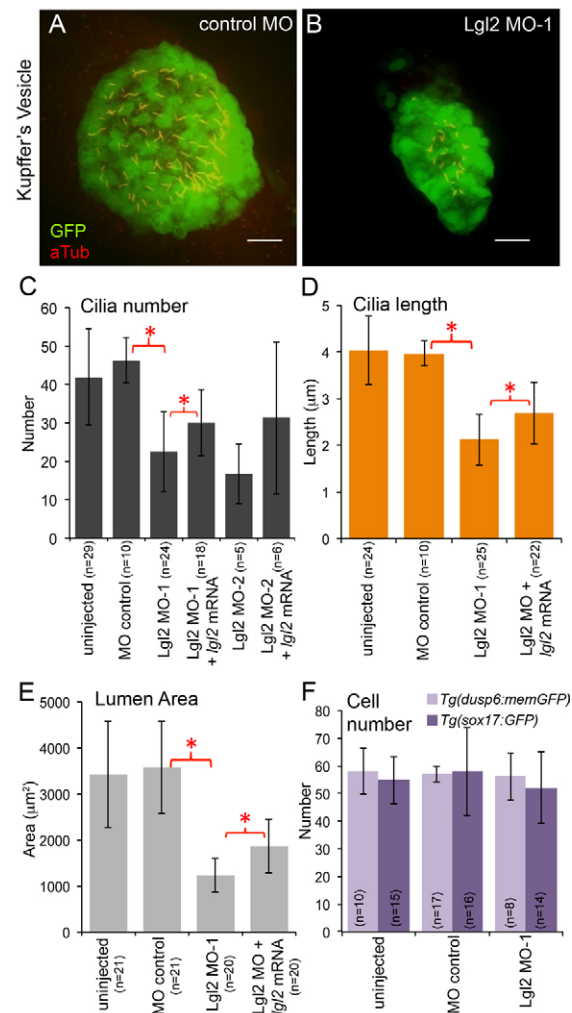 A control MO
B Lgl2 MO-1
Kupffer's Vesicle
GFP
aTub
C Cilia number
60
50
40
30
20
10
0
Number
*
*
uninjected (n=29)
MO control (n=10)
Lgl2 MO-1 (n=24)
Lgl2 MO-1 (n=18)
+ lgl2 mRNA
Lgl2 MO-2 (n=5)
Lgl2 MO-2 (n=6)
+ lgl2 mRNA
D Cilia length
5
4
3
2
1
0
Length (μm)
*
*
uninjected (n=24)
MO control (n=10)
Lgl2 MO-1 (n=25)
Lgl2 MO + (n=22)
lgl2 mRNA
E Lumen Area
5000
4000
3000
2000
1000
0
Area (μm²)
*
*
uninjected
(n=21)
MO control
(n=21)
Lgl2 MO-1
(n=20)
Lgl2 MO +
lgl2 mRNA
(n=20)
F Cell
number
Tg(dusp6:memGFP)
Tg(sox17:GFP)
80
70
60
50
40
30
20
10
0
Number
(n=10)
(n=15)
(n=17)
(n=16)
(n=8)
(n=14)
uninjected
MO control
Lgl2 MO-1